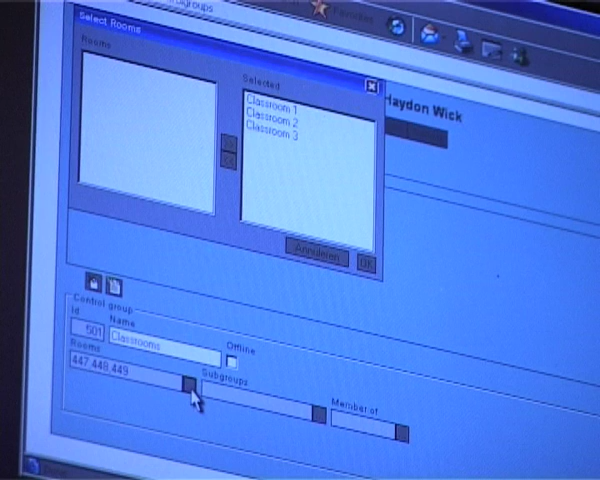 Favorites
Select Rooms
Rooms
Selected
Classroom 1
Classroom 2
Classroom 3
Haydon Wick
>>
<<
Annuleren
OK
Control group
Id
Name
501
Classrooms
Offline
Rooms
447,448,449
Subgroups
Member of